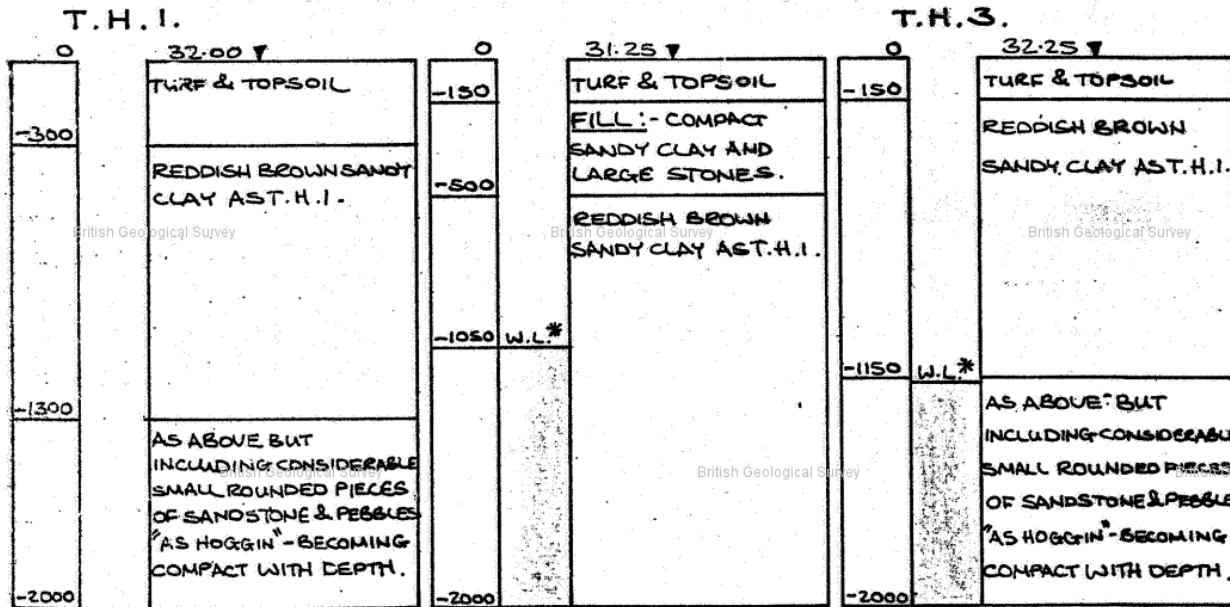 T.H.1.
0
32.00
TURF & TOPSOIL
-300
REDDISH BROWN SANDY
CLAY AS T.H.1.
-1300
AS ABOVE BUT
INCLUDING CONSIDERABLE
SMALL ROUNDED PIECES
OF SANDSTONE & PEBBLES
"AS HOGGIN" - BECOMING
COMPACT WITH DEPTH.
-2000
0
31.25
-150
TURF & TOPSOIL
FILL:- COMPACT
SANDY CLAY AND
LARGE STONES.
-500
REDDISH BROWN
SANDY CLAY AS T.H.1.
-1050 W.L.*
-2000
T.H.3.
0
32.25
-150
TURF & TOPSOIL
REDDISH BROWN
SANDY CLAY AS T.H.1.
-1150 W.L.*
AS ABOVE BUT
INCLUDING CONSIDERABLE
SMALL ROUNDED PIECES
OF SANDSTONE & PEBBLE
"AS HOGGIN" - BECOMING
COMPACT WITH DEPTH.
-2000
British Geological Survey
British Geological Survey
British Geological Survey
British Geological Survey
British Geological Survey